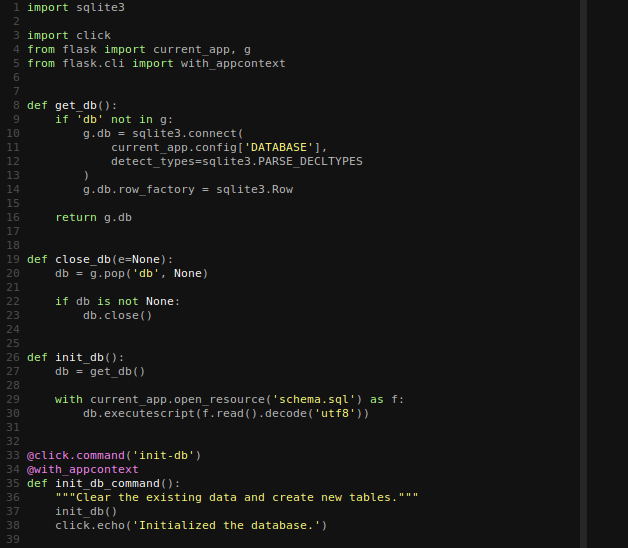 1 import sqlite3
2
3 import click
4 from flask import current_app, g
5 from flask.cli import with_appcontext
6
7
8 def get_db():
9     if 'db' not in g:
10         g.db = sqlite3.connect(
11             current_app.config['DATABASE'],
12             detect_types=sqlite3.PARSE_DECLTYPES
13         )
14         g.db.row_factory = sqlite3.Row
15
16     return g.db
17
18
19 def close_db(e=None):
20     db = g.pop('db', None)
21
22     if db is not None:
23         db.close()
24
25
26 def init_db():
27     db = get_db()
28
29     with current_app.open_resource('schema.sql') as f:
30         db.executescript(f.read().decode('utf8'))
31
32
33 @click.command('init-db')
34 @with_appcontext
35 def init_db_command():
36     """Clear the existing data and create new tables."""
37     init_db()
38     click.echo('Initialized the database.')
39